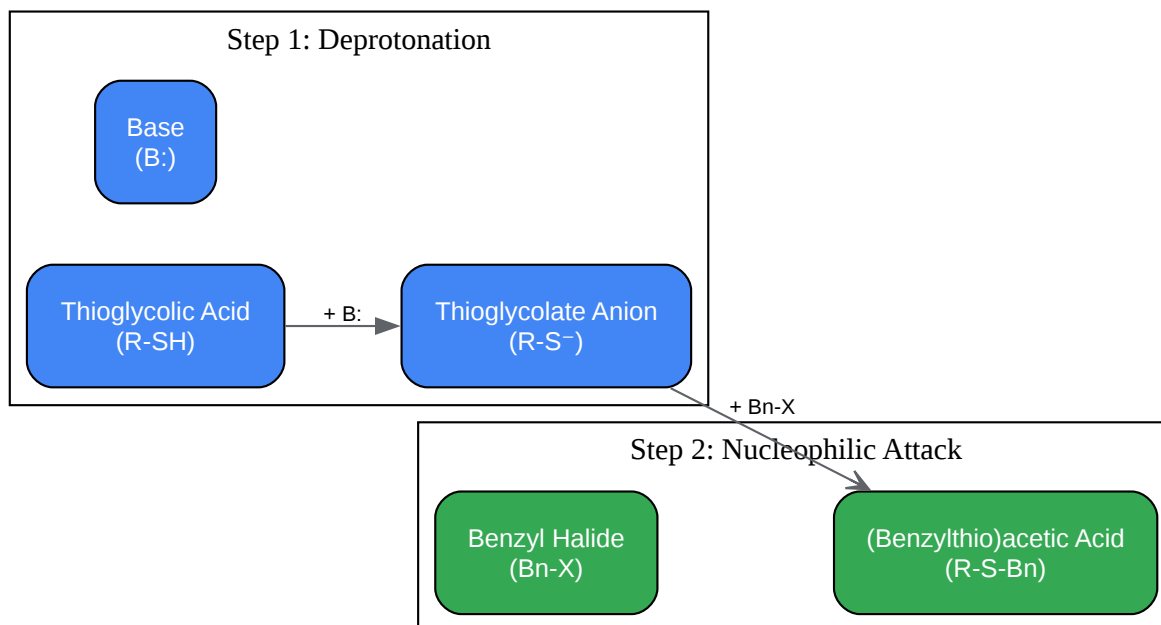 Step 1: Deprotonation
Base
(B:)
Thioglycolic Acid
(R-SH)
+ B:
Thioglycolate Anion
(R-S⁻)
+ Bn-X
Step 2: Nucleophilic Attack
Benzyl Halide
(Bn-X)
(Benzylthio)acetic Acid
(R-S-Bn)